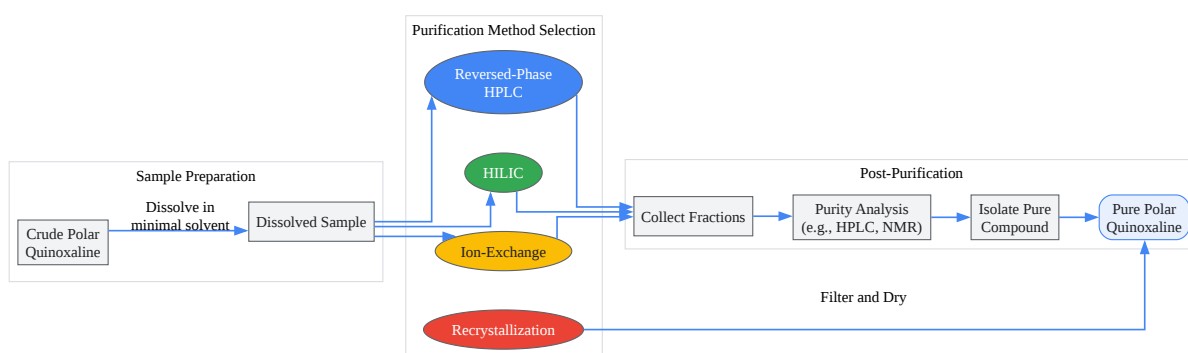 Purification Method Selection
Reversed-Phase
HPLC
HILIC
Ion-Exchange
Recrystallization
Sample Preparation
Crude Polar
Quinoxaline
Dissolve in
minimal solvent
Dissolved Sample
Post-Purification
Collect Fractions
Purity Analysis
(e.g., HPLC, NMR)
Isolate Pure
Compound
Pure Polar
Quinoxaline
Filter and Dry